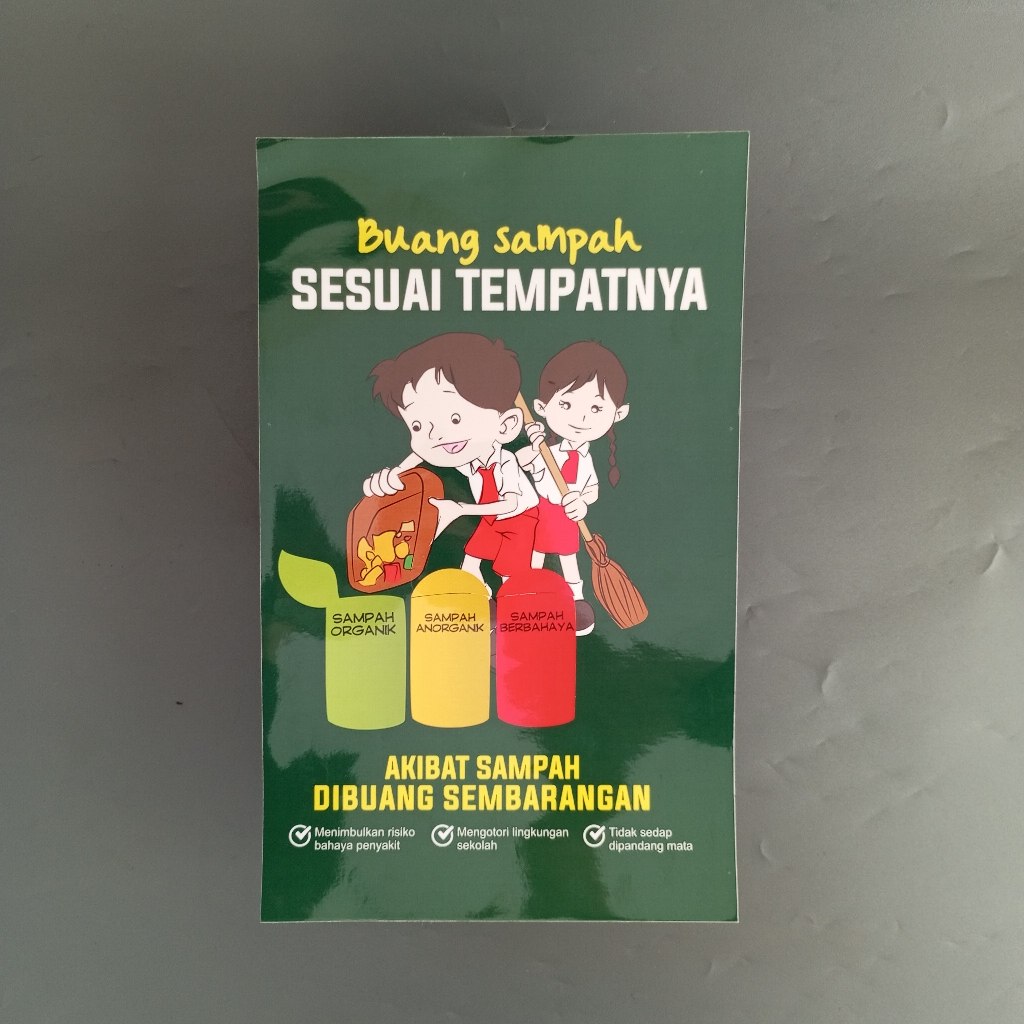 Buang sampah
SESUAI TEMPATNYA
SAMPAH
ORGANIK
SAMPAH
ANORGANIK
SAMPAH
BERBAHAYA
AKIBAT SAMPAH
DIBUANG SEMBARANGAN
Menimbulkan risiko
bahaya penyakit
Mengotori lingkungan
sekolah
Tidak sedap
dipandang mata